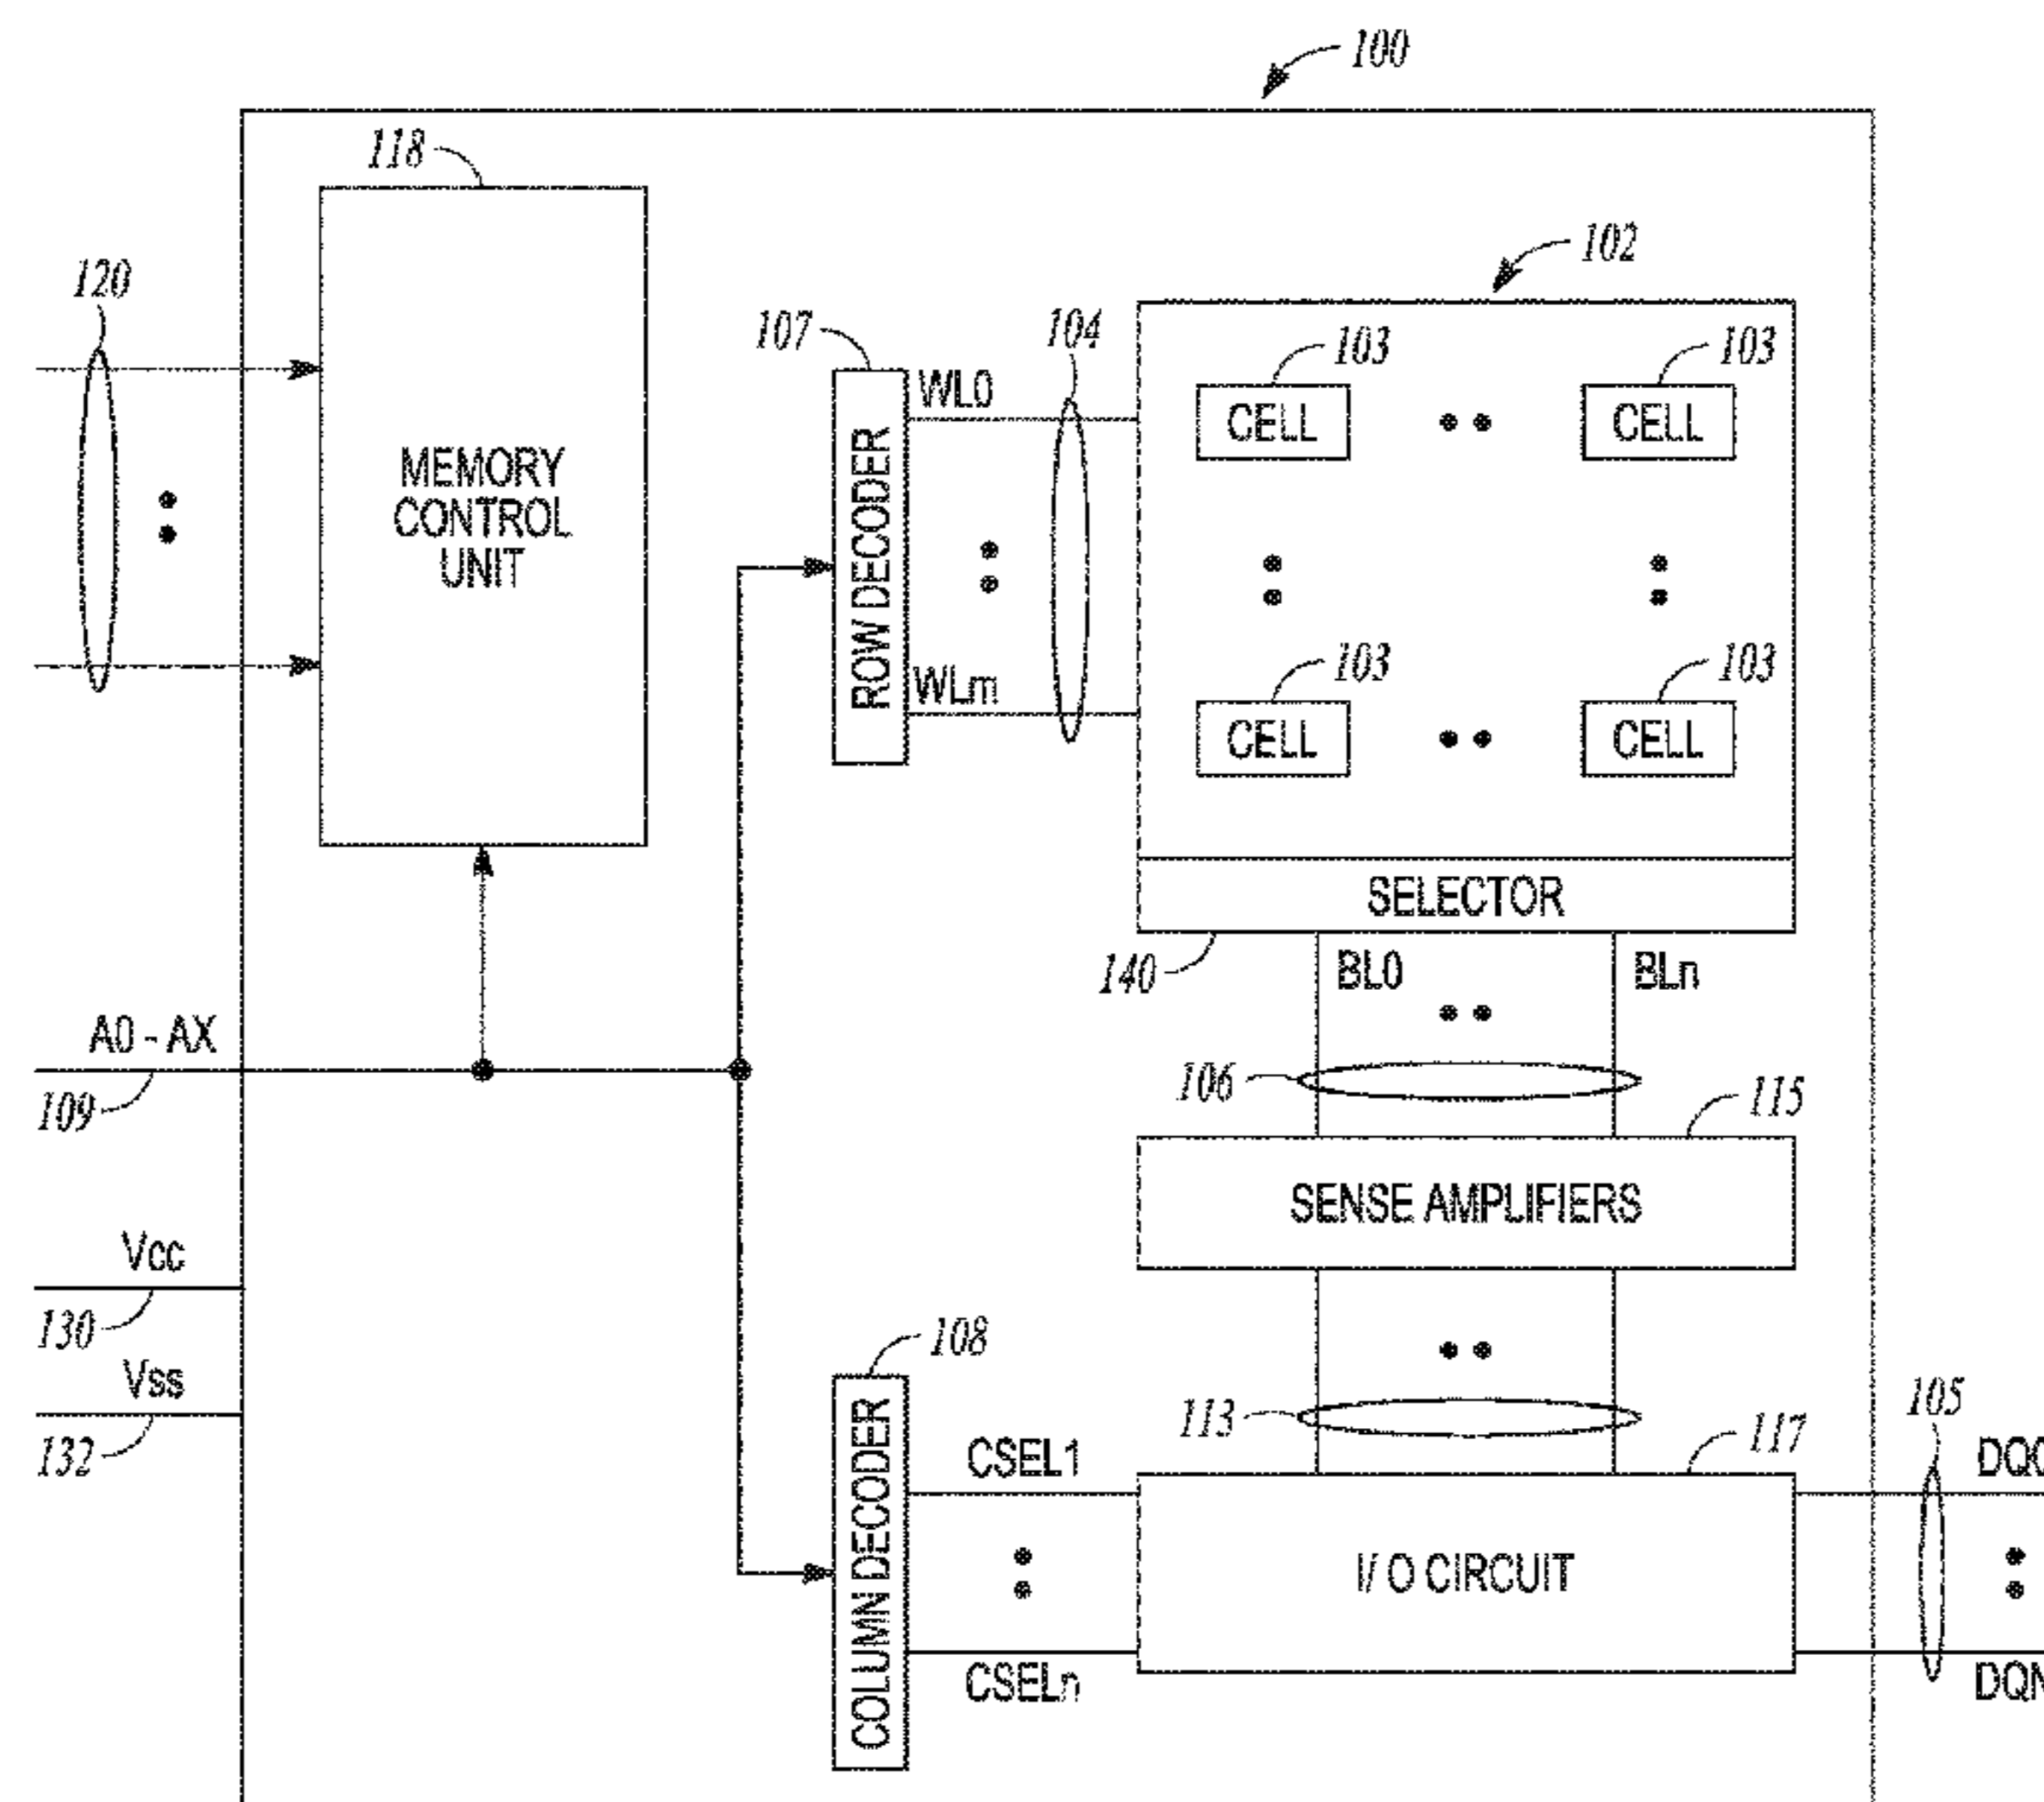 100
118
102
120
107
104
103
103
WL0
CELL
CELL
MEMORY
CONTROL
UNIT
ROW DECODER
103
103
WLm
CELL
CELL
SELECTOR
140
BL0
BLn
A0 - AX
109
106
115
SENSE AMPLIFIERS
Vcc
130
108
Vss
132
113
117
105
CSEL1
COLUMN DECODER
I/O CIRCUIT
CSELn